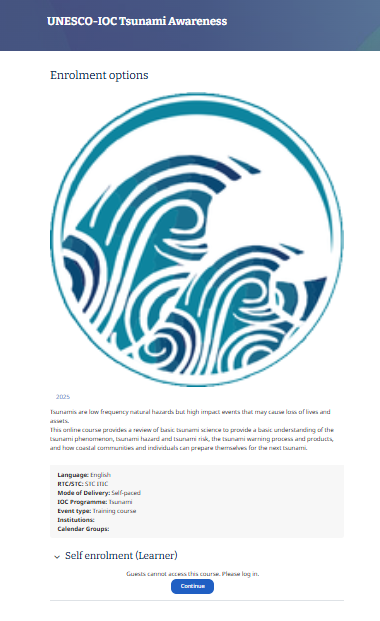 UNESCO-IOC Tsunami Awareness
Enrolment options
2025
Tsunamis are low frequency natural hazards but high impact events that may cause loss of lives and
assets.
This online course provides a review of basic tsunami science to provide a basic understanding of the
tsunami phenomenon, tsunami hazard and tsunami risk, the tsunami warning process and products,
and how coastal communities and individuals can prepare themselves for the next tsunami.
Language: English
RTC/STC: STC ITIC
Mode of Delivery: Self-paced
IOC Programme: Tsunami
Event type: Training course
Institutions:
Calendar Groups:
Self enrolment (Learner)
Guests cannot access this course. Please log in.
Continue